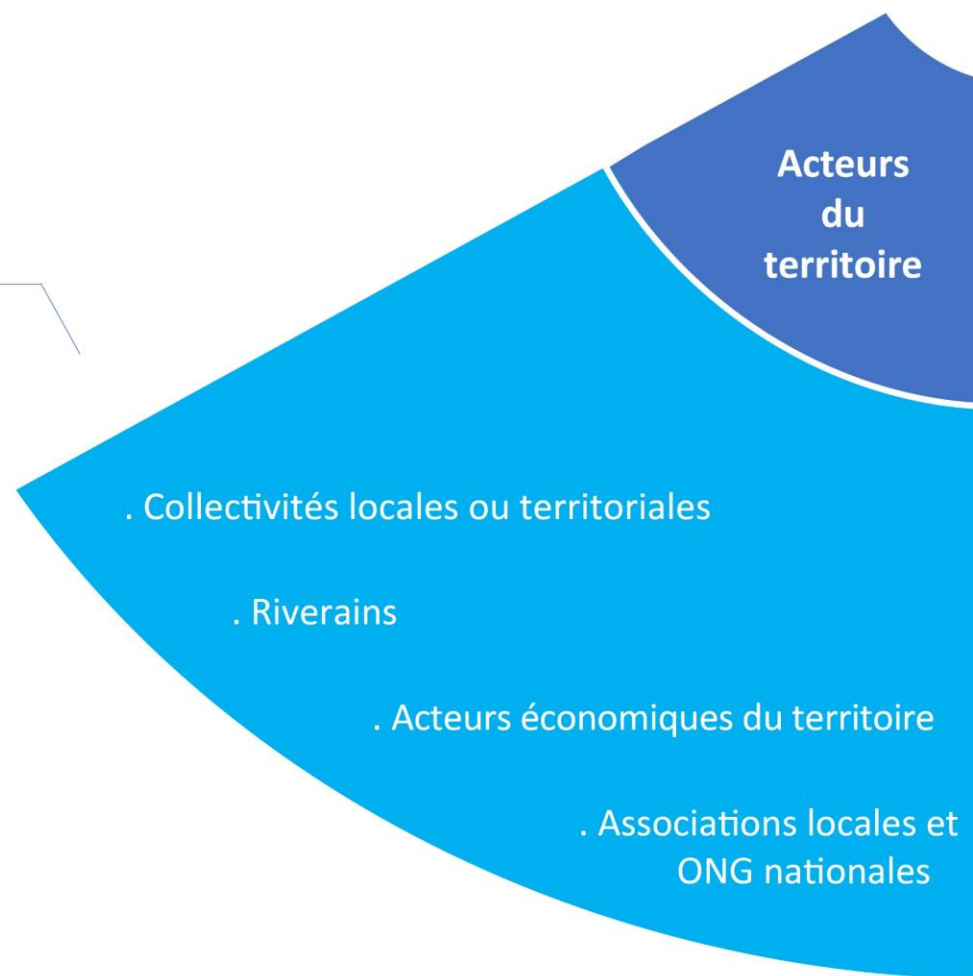 Acteurs
du
territoire
. Collectivités locales ou territoriales
. Riverains
. Acteurs économiques du territoire
. Associations locales et
ONG nationales